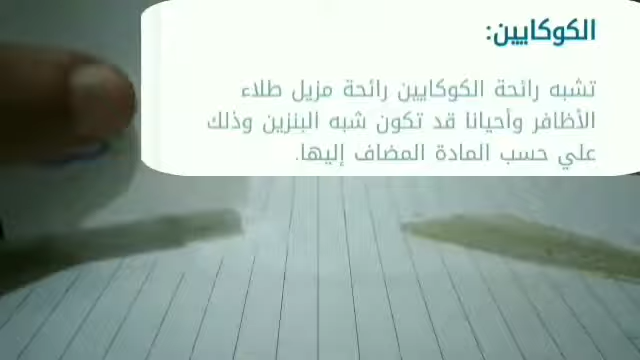 الكوكايين:
تشبه رائحة الكوكايين رائحة مزيل طلاء
الأظافر وأحيانا قد تكون شبه البنزين وذلك
علي حسب المادة المضاف إليها.